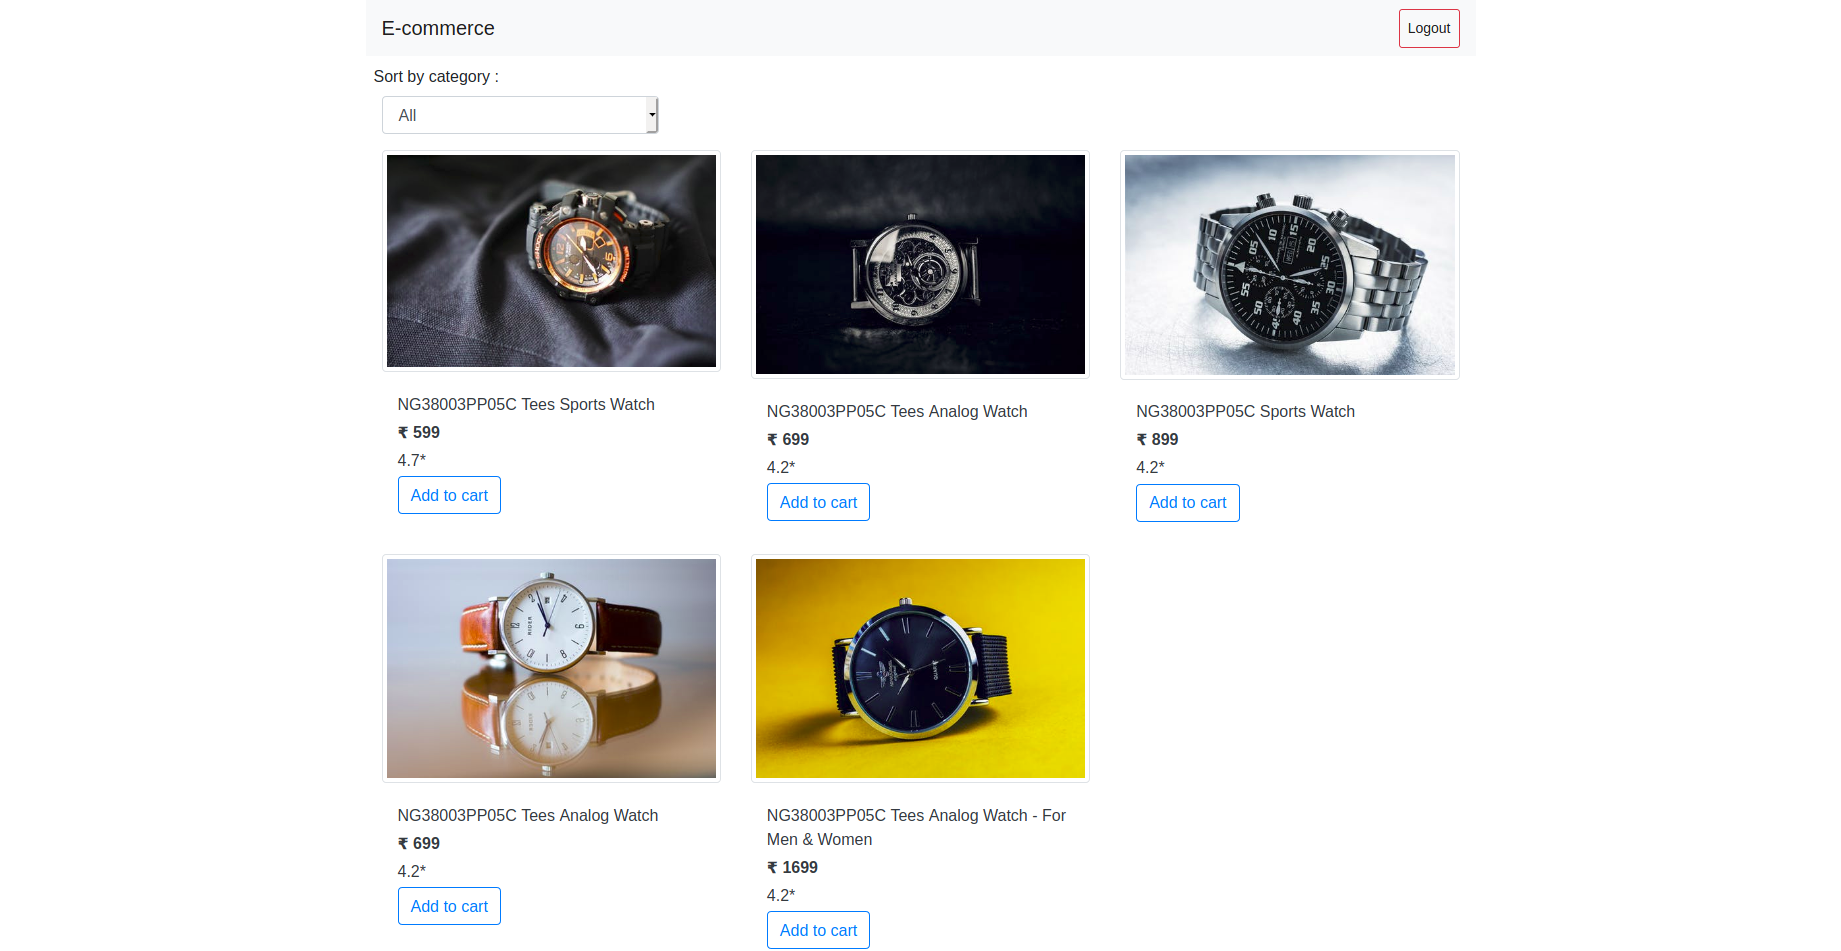 E-commerce
Logout
Sort by category :
All
NG38003PP05C Tees Sports Watch
₹ 599
4.7*
Add to cart
NG38003PP05C Tees Analog Watch
₹ 699
4.2*
Add to cart
NG38003PP05C Sports Watch
₹ 899
4.2*
Add to cart
NG38003PP05C Tees Analog Watch
₹ 699
4.2*
Add to cart
NG38003PP05C Tees Analog Watch - For
Men & Women
₹ 1699
4.2*
Add to cart